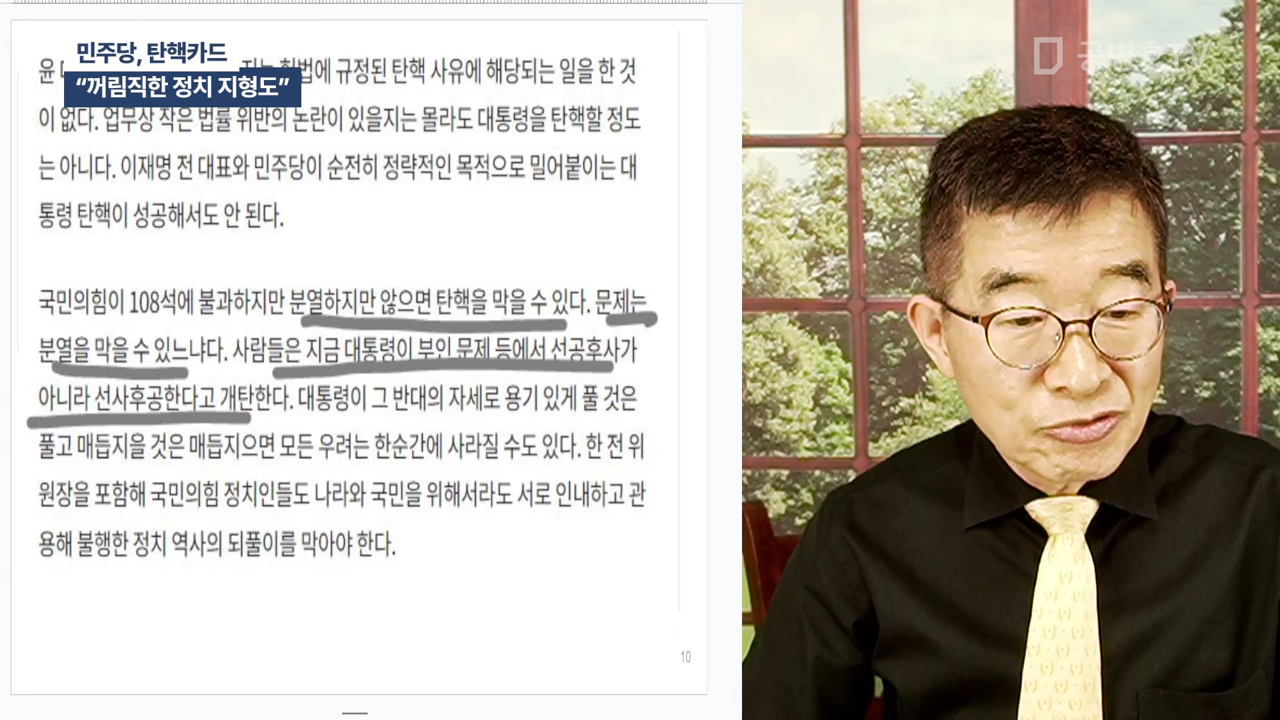 민주당, 탄핵카드
“꺼림직한 정치 지형도”
공병호TV
윤 헌법에 규정된 탄핵 사유에 해당되는 일을 한 것
이 없다. 업무상 작은 법률 위반의 논란이 있을지는 몰라도 대통령을 탄핵할 정도
는 아니다. 이재명 전 대표와 민주당이 순전히 정략적인 목적으로 밀어붙이는 대
통령 탄핵이 성공해서도 안 된다.
국민의힘이 108석에 불과하지만 분열하지만 않으면 탄핵을 막을 수 있다. 문제는
분열을 막을 수 있느냐다. 사람들은 지금 대통령이 부인 문제 등에서 선공후사가
아니라 선사후공한다고 개탄한다. 대통령이 그 반대의 자세로 용기 있게 풀 것은
풀고 매듭지을 것은 매듭지으면 모든 우려는 한순간에 사라질 수도 있다. 한 전 위
원장을 포함해 국민의힘 정치인들도 나라와 국민을 위해서라도 서로 인내하고 관
용해 불행한 정치 역사의 되풀이를 막아야 한다.
10